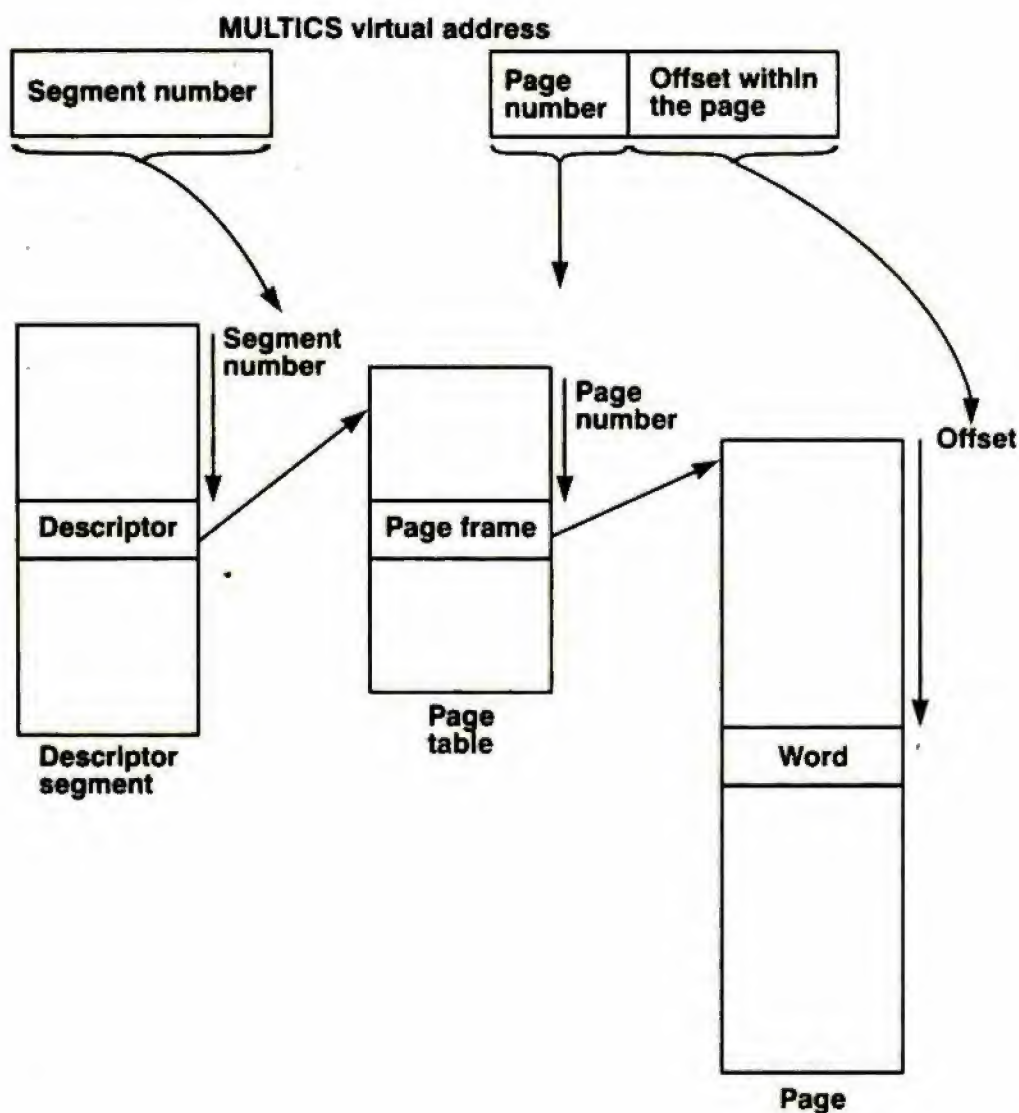 MULTICS virtual address
Segment number
Page
number
Offset within
the page
Segment
number
Page
number
Offset
Descriptor
Page frame
Word
Descriptor
segment
Page
table
Page